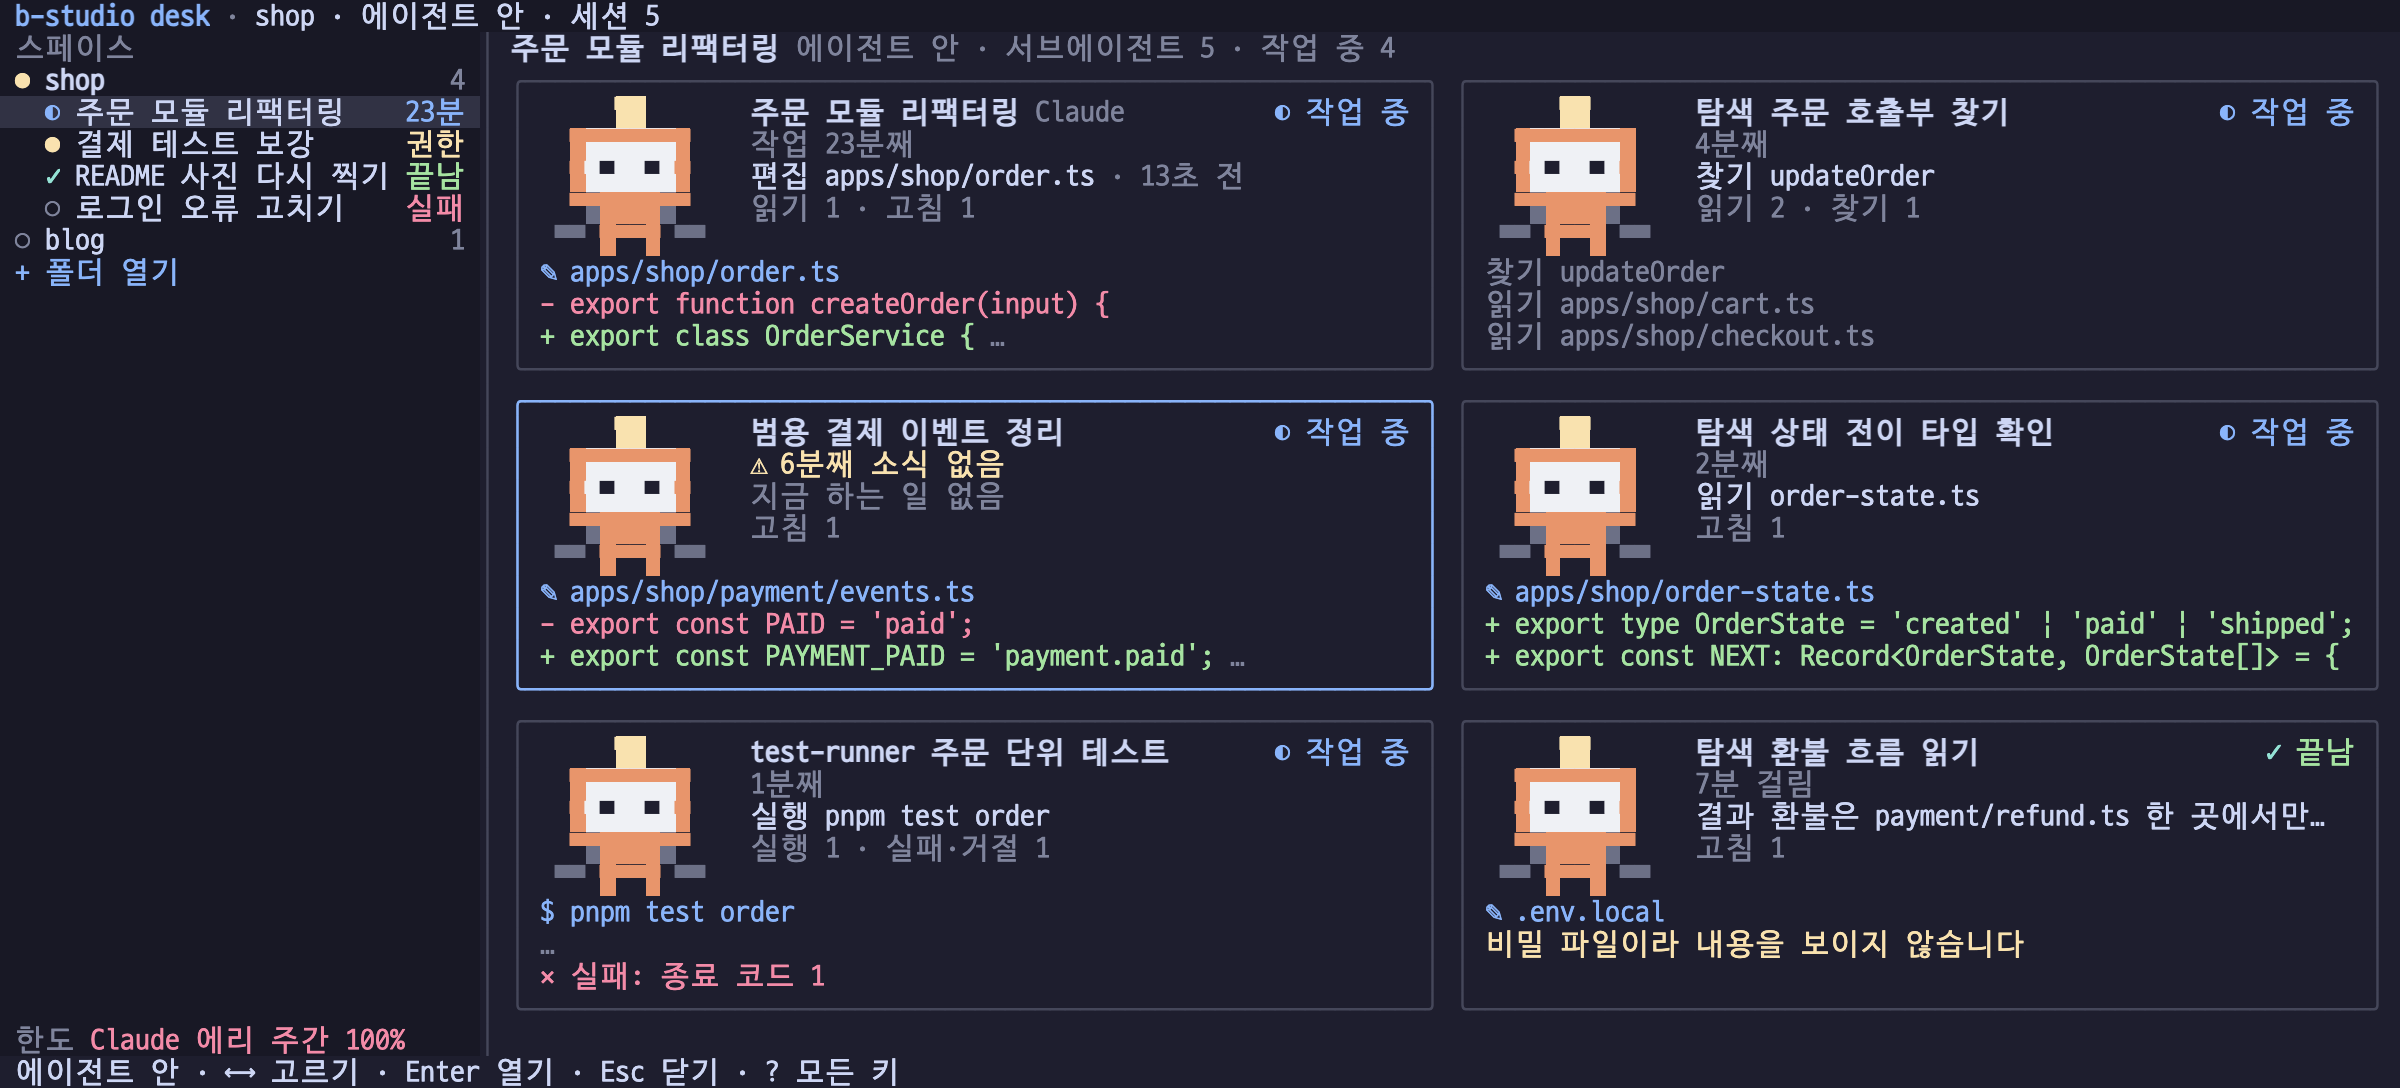 b-studio desk · shop · 에이전트 안 · 세션 5
스페이스
● shop 4
◐ 주문 모듈 리팩터링 23분
● 결제 테스트 보강 권한
✓ README 사진 다시 찍기 끝남
○ 로그인 오류 고치기 실패
○ blog 1
+ 폴더 열기
한도 Claude 에리 주간 100%
주문 모듈 리팩터링 에이전트 안 · 서브에이전트 5 · 작업 중 4
주문 모듈 리팩터링 Claude ◐ 작업 중
작업 23분째
편집 apps/shop/order.ts · 13초 전
읽기 1 · 고침 1
✎ apps/shop/order.ts
- export function createOrder(input) {
+ export class OrderService { …
탐색 주문 호출부 찾기 ◐ 작업 중
4분째
찾기 updateOrder
읽기 2 · 찾기 1
찾기 updateOrder
읽기 apps/shop/cart.ts
읽기 apps/shop/checkout.ts
범용 결제 이벤트 정리 ◐ 작업 중
⚠ 6분째 소식 없음
지금 하는 일 없음
고침 1
✎ apps/shop/payment/events.ts
- export const PAID = 'paid';
+ export const PAYMENT_PAID = 'payment.paid'; …
탐색 상태 전이 타입 확인 ◐ 작업 중
2분째
읽기 order-state.ts
고침 1
✎ apps/shop/order-state.ts
+ export type OrderState = 'created' | 'paid' | 'shipped';
+ export const NEXT: Record<OrderState, OrderState[]> = {
test-runner 주문 단위 테스트 ◐ 작업 중
1분째
실행 pnpm test order
실행 1 · 실패·거절 1
$ pnpm test order
…
× 실패: 종료 코드 1
탐색 환불 흐름 읽기 ✓ 끝남
7분 걸림
결과 환불은 payment/refund.ts 한 곳에서만…
고침 1
✎ .env.local
비밀 파일이라 내용을 보이지 않습니다
에이전트 안 · ←→ 고르기 · Enter 열기 · Esc 닫기 · ? 모든 키